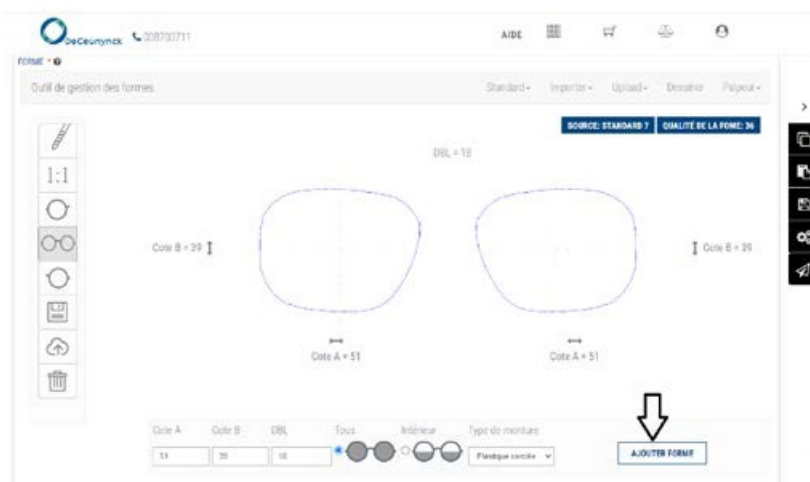 DeCeunynck
AIDE
FORME
Outil de gestion des formes
Standard
Importer
Upload
Dessiner
Palpeur
SOURCE: STANDARD 7
QUALITÉ DE LA FOME: 36
DBL = 18
1:1
Cote B = 39
Cote B = 39
Cote A = 51
Cote A = 51
Cote A
Cote B
DBL
Tous
Intérieur
Type de monture
51
39
18
Plastique cerclée
AJOUTER FORME